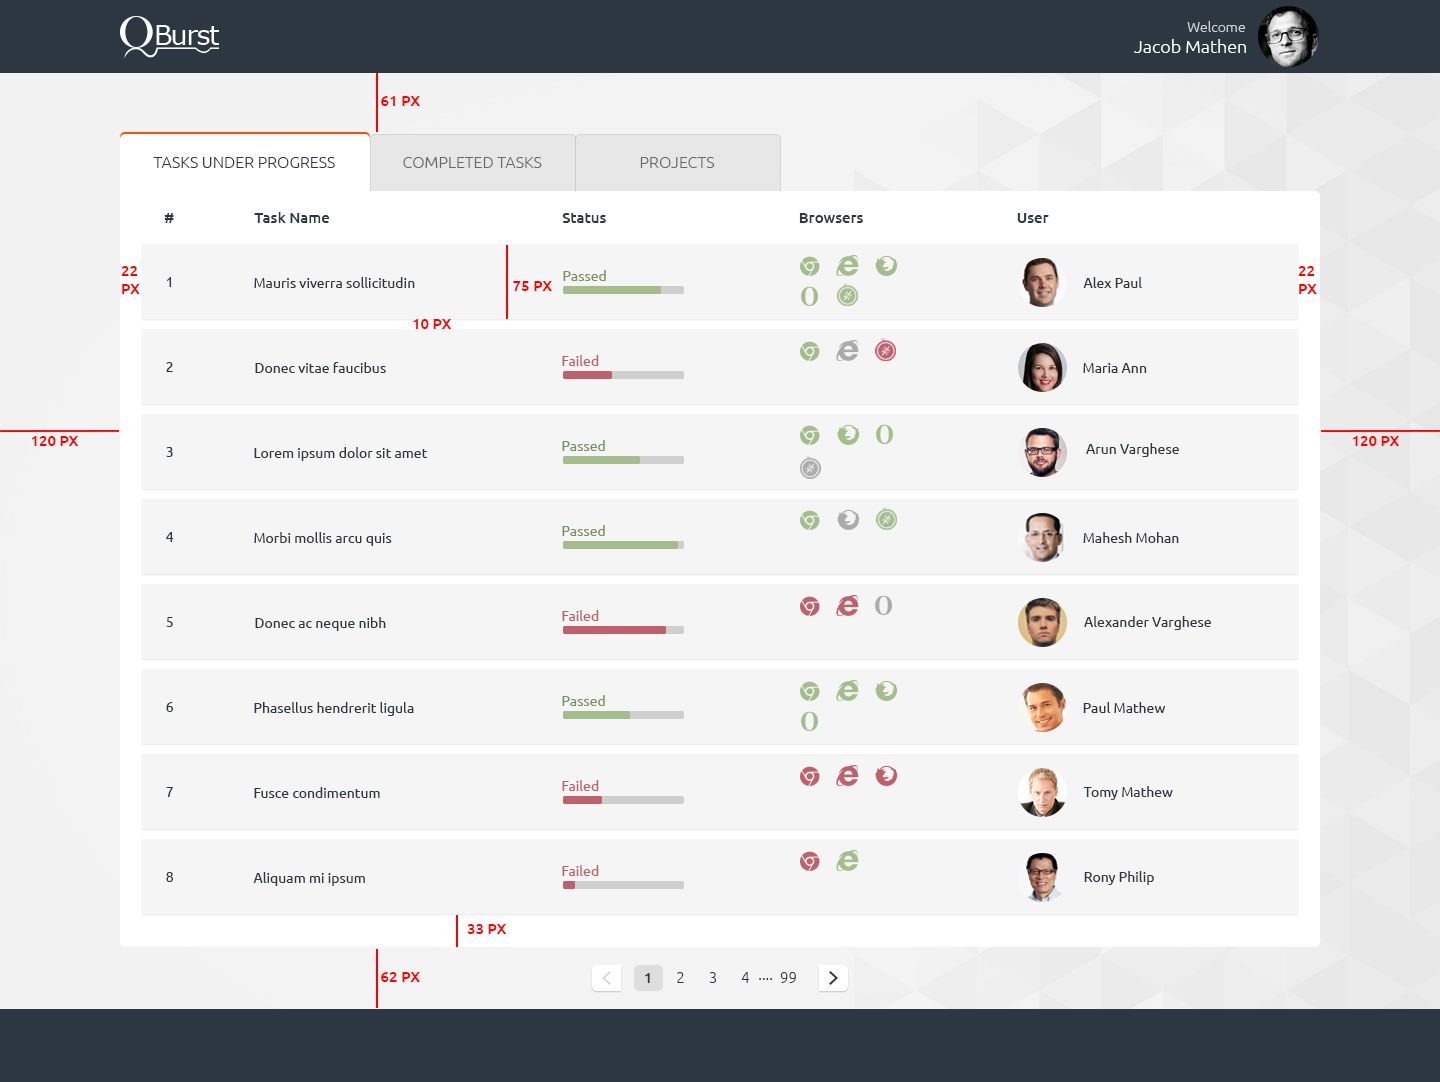 QBurst
Welcome
Jacob Mathen
61 PX
TASKS UNDER PROGRESS
COMPLETED TASKS
PROJECTS
# Task Name Status Browsers User
22 PX
1 Mauris viverra sollicitudin 75 PX Passed Alex Paul
22 PX
10 PX
2 Donec vitae faucibus Failed Maria Ann
120 PX
120 PX
3 Lorem ipsum dolor sit amet Passed Arun Varghese
4 Morbi mollis arcu quis Passed Mahesh Mohan
5 Donec ac neque nibh Failed Alexander Varghese
6 Phasellus hendrerit ligula Passed Paul Mathew
7 Fusce condimentum Failed Tomy Mathew
8 Aliquam mi ipsum Failed Rony Philip
33 PX
62 PX
1 2 3 4 .... 99